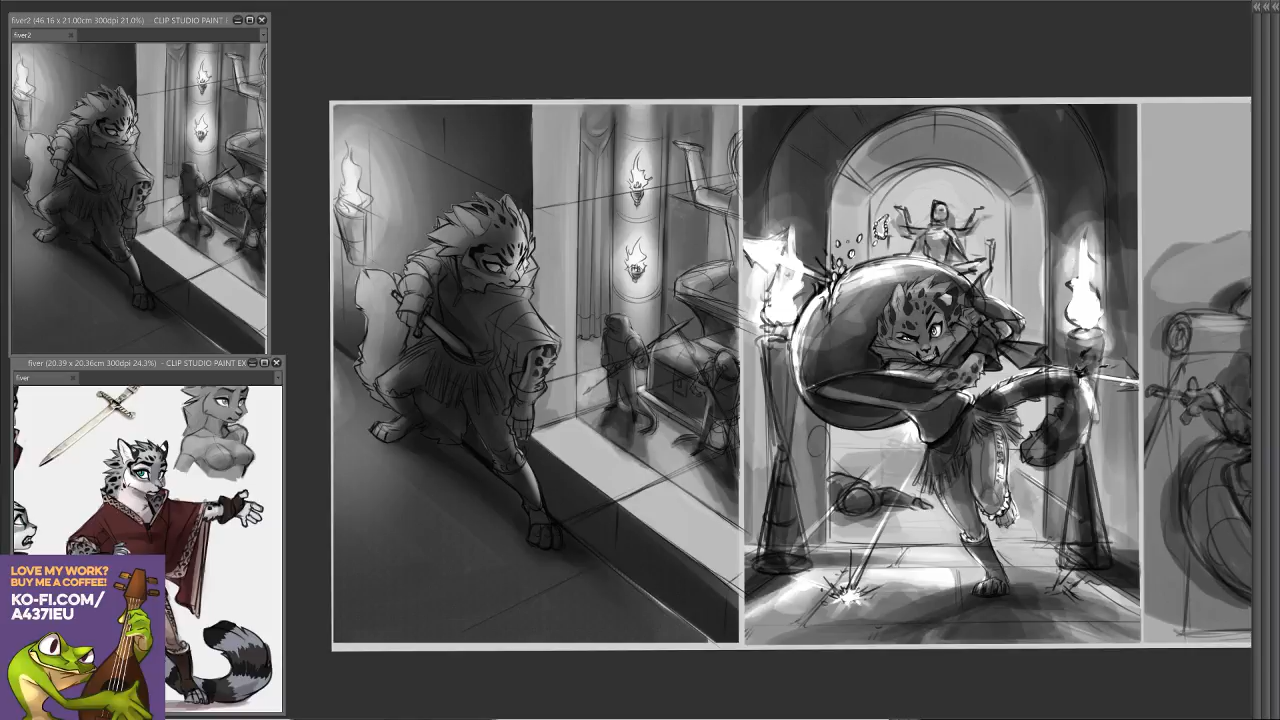 fiver2 (46.16 x 21.00cm 300dpi 21.0%) - CLIP STUDIO PAINT
fiver2
fiver (20.39 x 20.36cm 300dpi 24.3%) - CLIP STUDIO PAINT EX
fiver
LOVE MY WORK?
BUY ME A COFFEE!
KO-FI.COM/
A437IEU